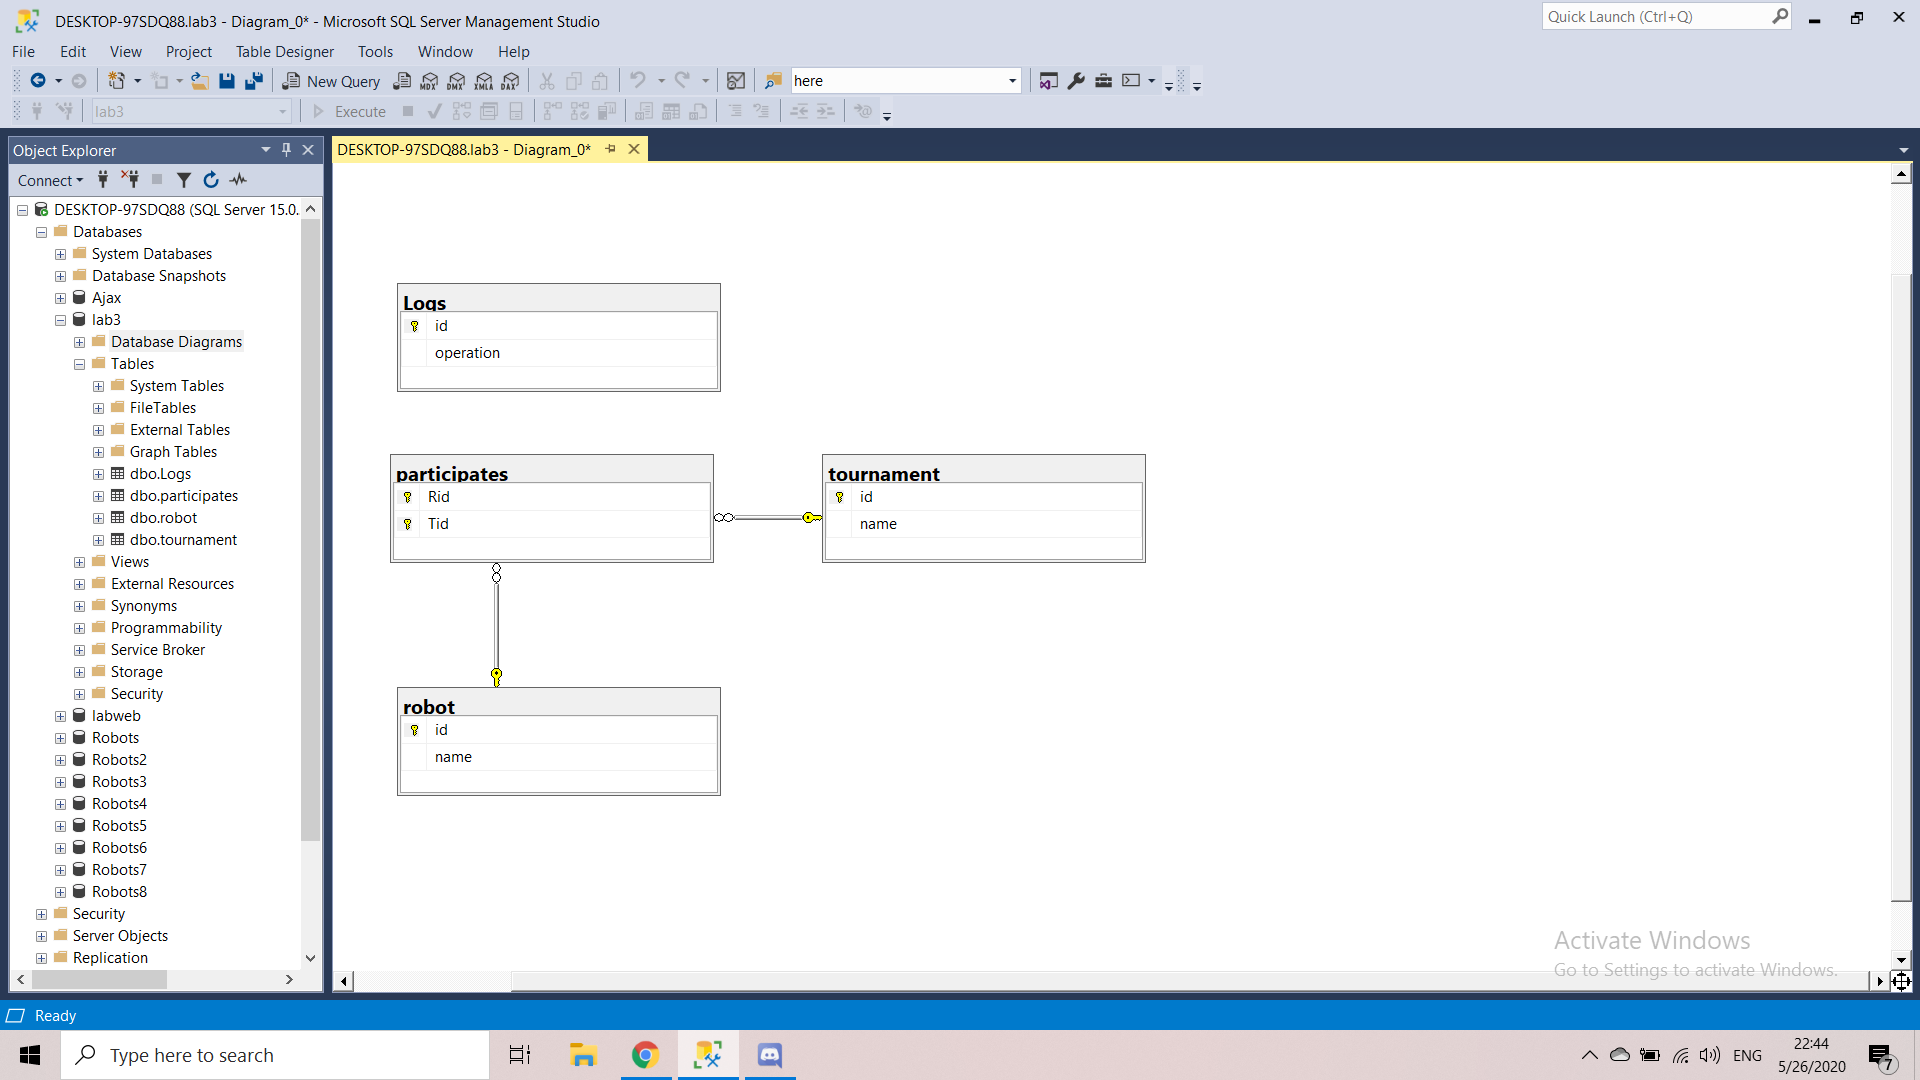 DESKTOP-97SDQ88.lab3 - Diagram_0* - Microsoft SQL Server Management Studio
Quick Launch (Ctrl+Q)
File Edit View Project Table Designer Tools Window Help
New Query MDX DMX XMLA DAX here
lab3 Execute
Object Explorer
DESKTOP-97SDQ88.lab3 - Diagram_0*
Connect
DESKTOP-97SDQ88 (SQL Server 15.0.
Databases
System Databases
Database Snapshots
Ajax
lab3
Database Diagrams
Tables
System Tables
FileTables
External Tables
Graph Tables
dbo.Logs
dbo.participates
dbo.robot
dbo.tournament
Views
External Resources
Synonyms
Programmability
Service Broker
Storage
Security
labweb
Robots
Robots2
Robots3
Robots4
Robots5
Robots6
Robots7
Robots8
Security
Server Objects
Replication
Logs
id
operation
participates
Rid
Tid
tournament
id
name
robot
id
name
Activate Windows
Go to Settings to activate Windows.
Ready
Type here to search
ENG
22:44
5/26/2020
7